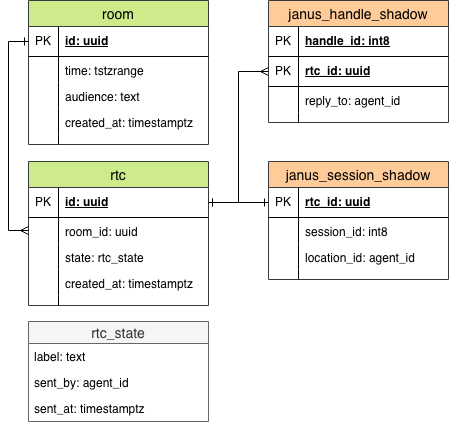 room
PK id: uuid
time: tstzrange
audience: text
created_at: timestamptz
janus_handle_shadow
PK handle_id: int8
PK rtc_id: uuid
reply_to: agent_id
rtc
PK id: uuid
room_id: uuid
state: rtc_state
created_at: timestamptz
janus_session_shadow
PK rtc_id: uuid
session_id: int8
location_id: agent_id
rtc_state
label: text
sent_by: agent_id
sent_at: timestamptz